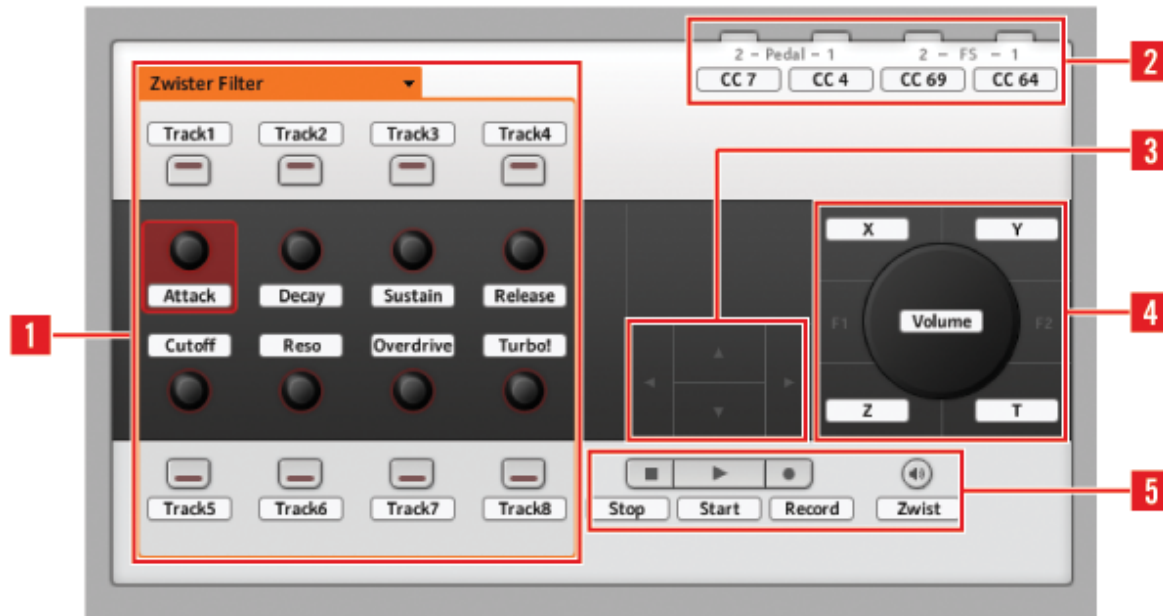 2 - Pedal - 1 2 - FS - 1
2
Zwister Filter
CC 7 CC 4 CC 69 CC 64
Track1 Track2 Track3 Track4
3
X Y
Attack Decay Sustain Release
1
F1 Volume F2
4
Cutoff Reso Overdrive Turbo!
Z T
5
Track5 Track6 Track7 Track8
Stop Start Record Zwist